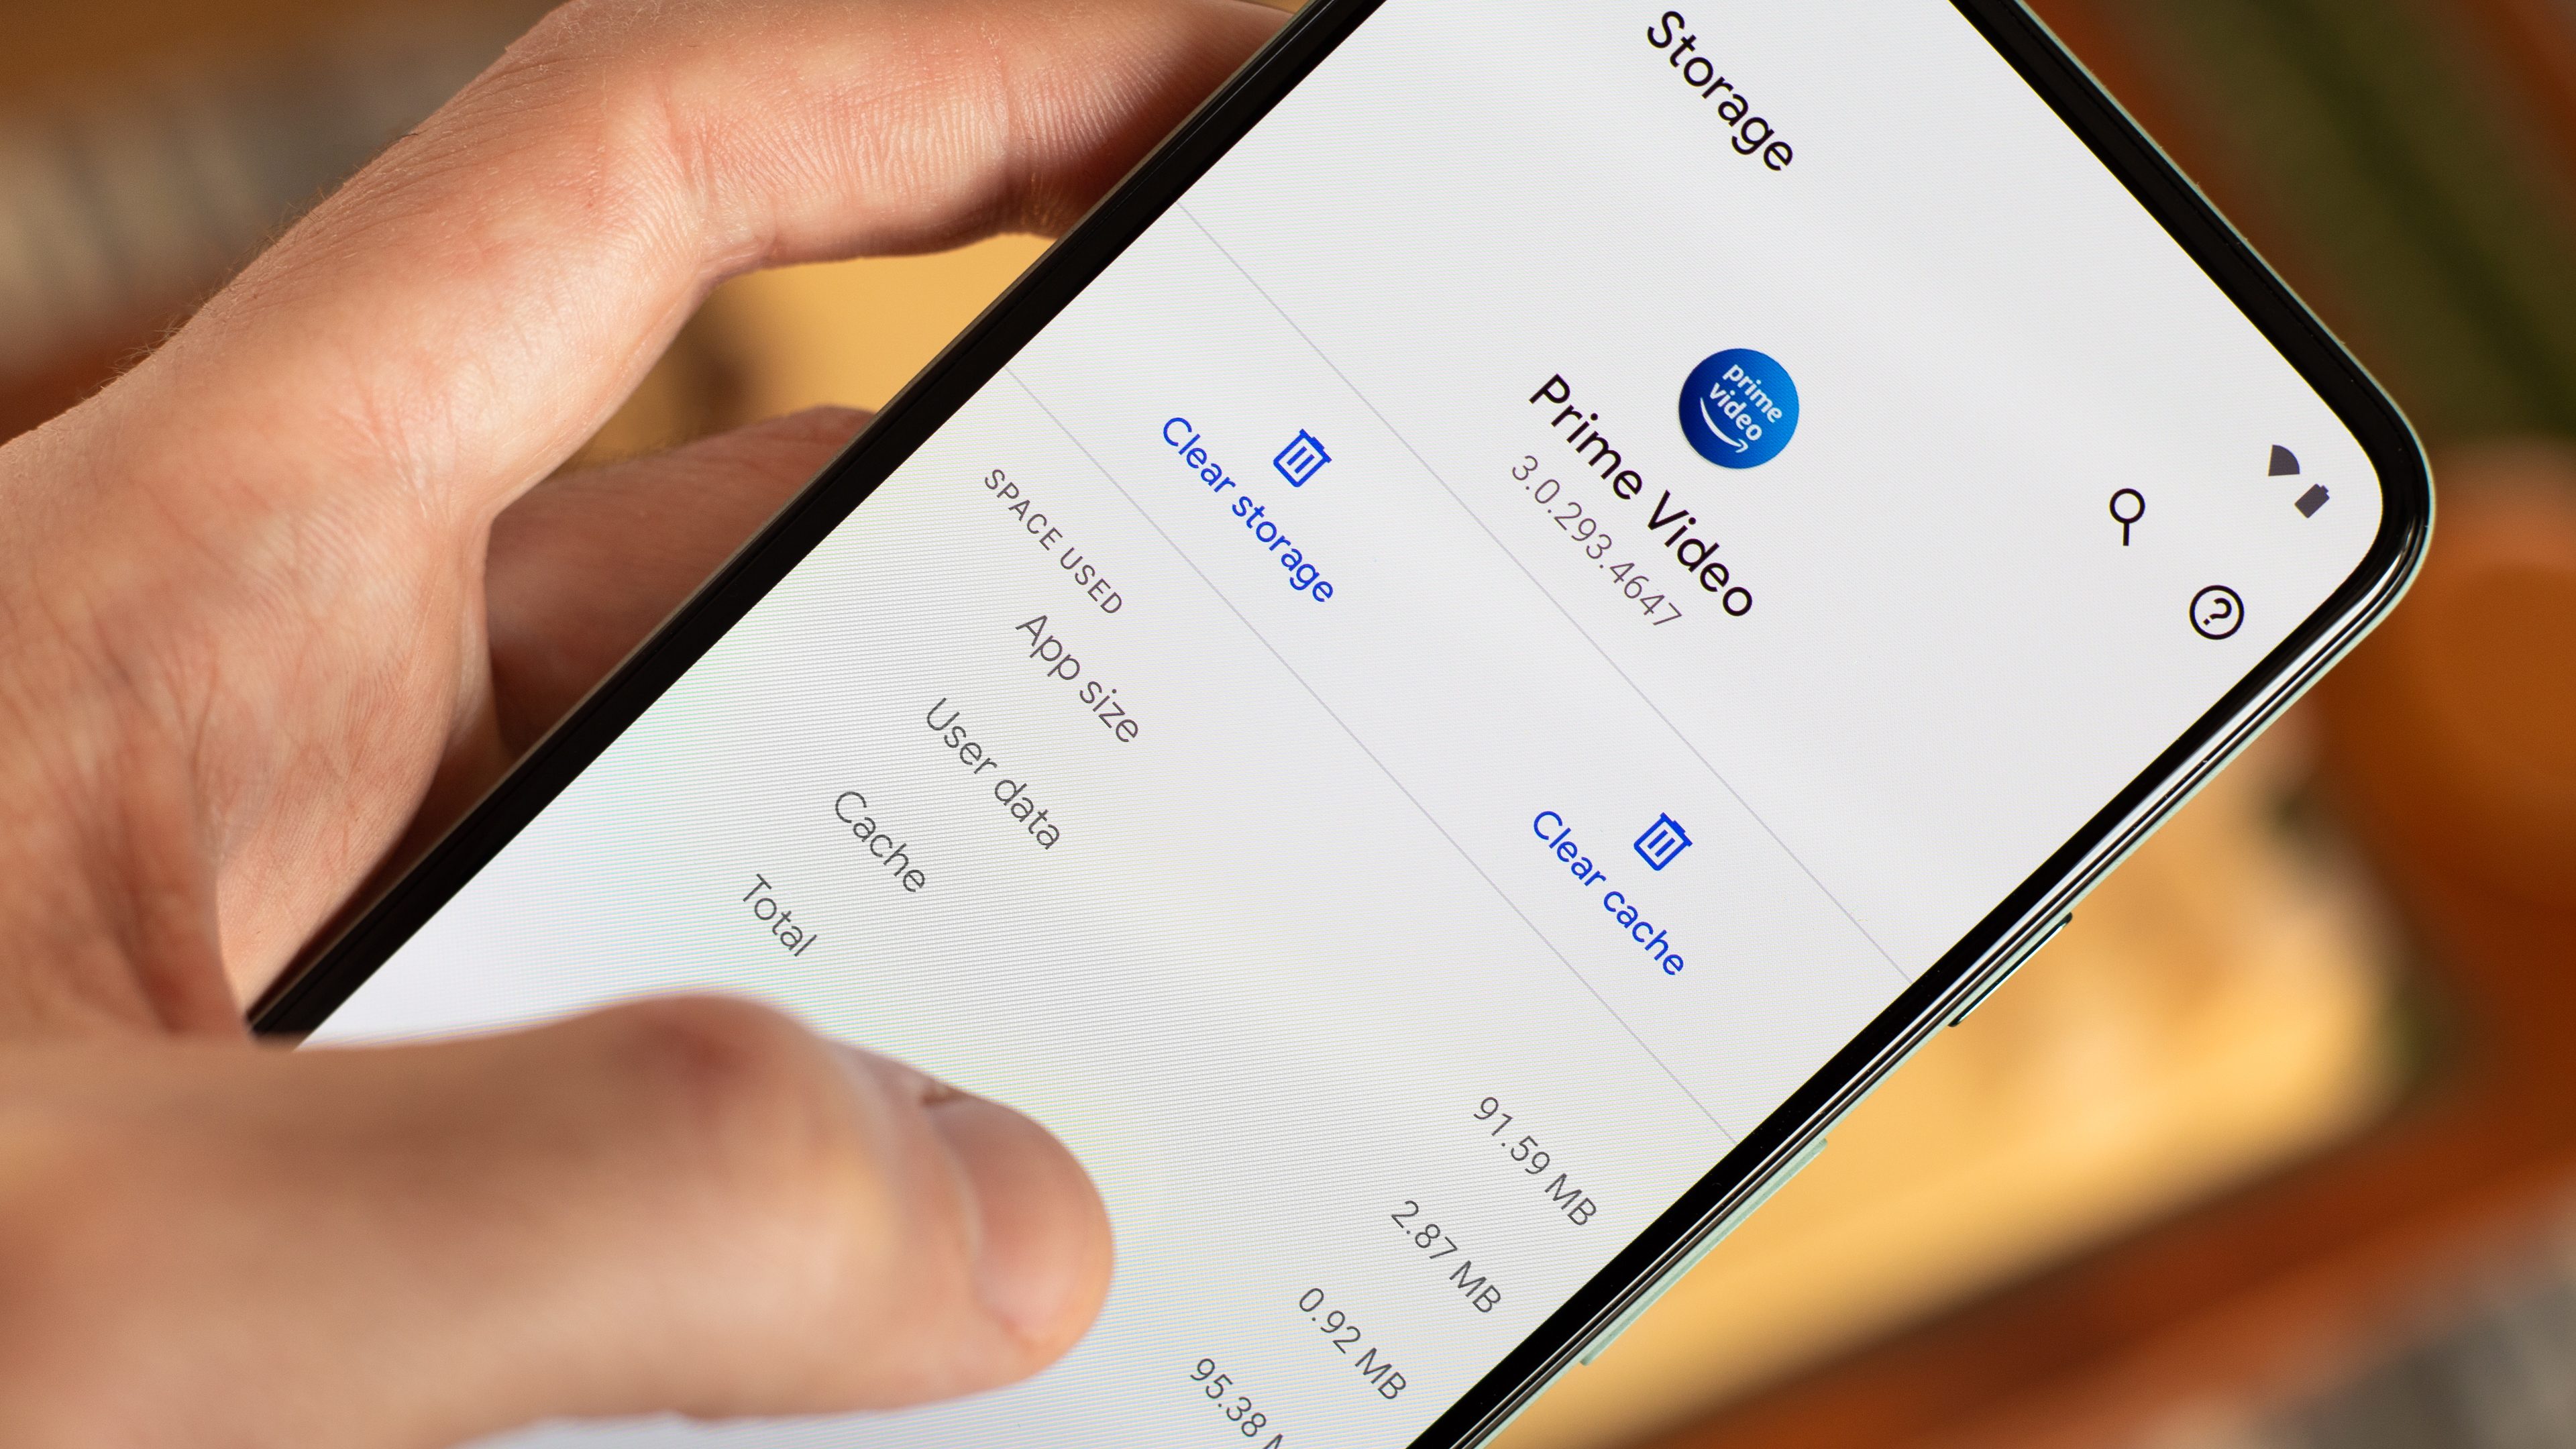 Storage
prime
video
Prime Video
3.0.293.4647
Clear storage
Clear cache
SPACE USED
App size
91.59 MB
User data
2.87 MB
Cache
0.92 MB
Total
95.38